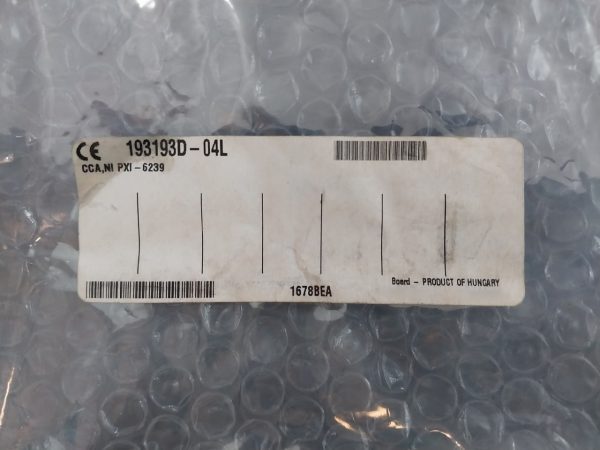 CE 193193D-04L
CCA,NI PXI-6239
1678BEA
Board - PRODUCT OF HUNGARY